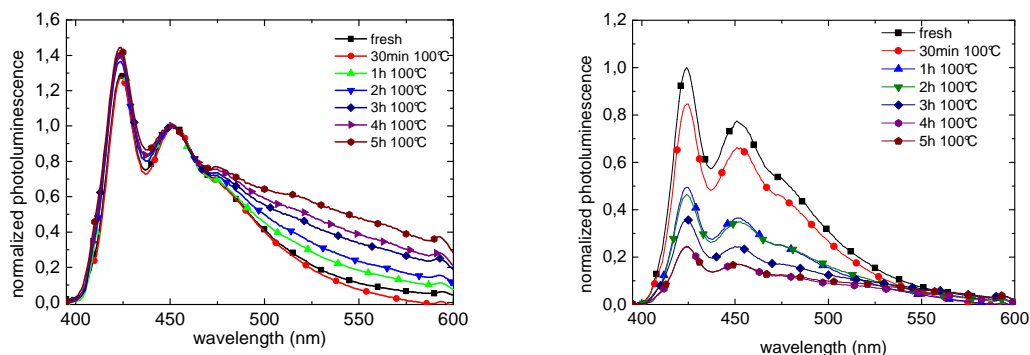 1,6
1,4
1,2
1,0
0,8
0,6
0,4
0,2
0,0
normalized photoluminescence
400 450 500 550 600
wavelength (nm)
fresh
30min 100℃
1h 100℃
2h 100℃
3h 100℃
4h 100℃
5h 100℃
1,2
1,0
0,8
0,6
0,4
0,2
0,0
normalized photoluminescence
400 450 500 550 600
wavelength (nm)
fresh
30min 100℃
1h 100℃
2h 100℃
3h 100℃
4h 100℃
5h 100℃